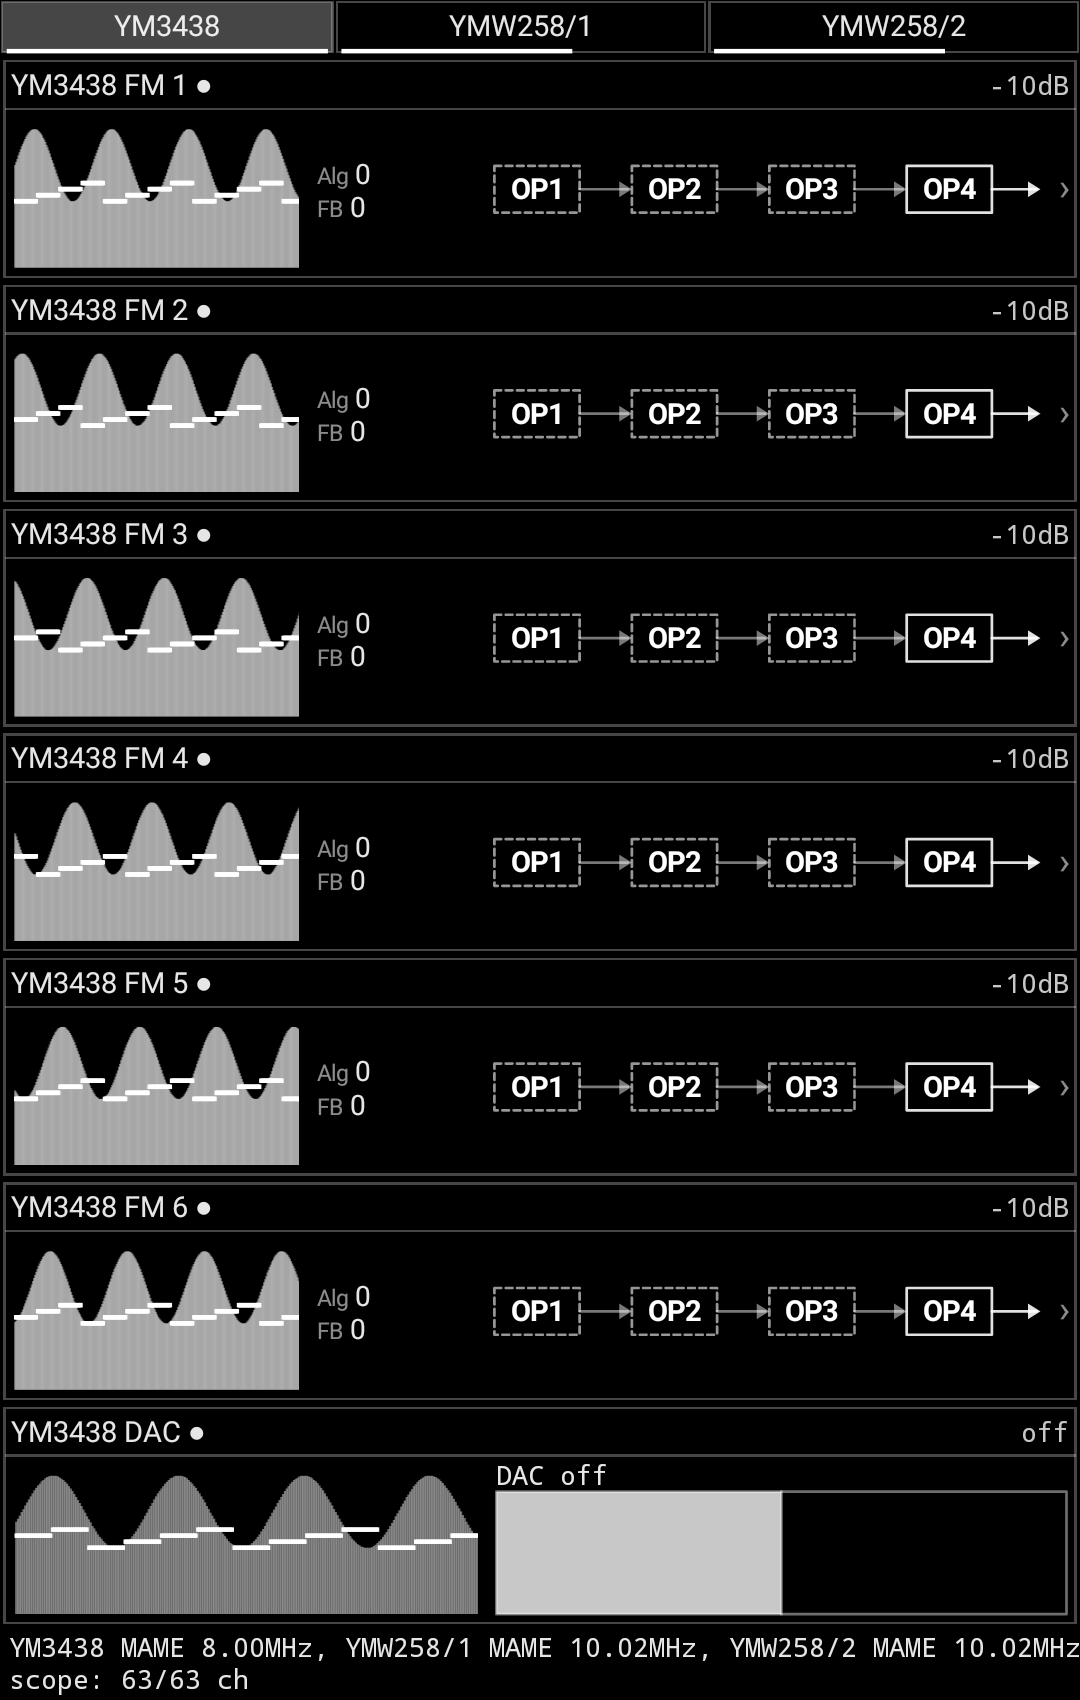 YM3438 YMW258/1 YMW258/2
YM3438 FM 1 ● -10dB
Alg 0
FB 0
OP1 OP2 OP3 OP4
YM3438 FM 2 ● -10dB
Alg 0
FB 0
OP1 OP2 OP3 OP4
YM3438 FM 3 ● -10dB
Alg 0
FB 0
OP1 OP2 OP3 OP4
YM3438 FM 4 ● -10dB
Alg 0
FB 0
OP1 OP2 OP3 OP4
YM3438 FM 5 ● -10dB
Alg 0
FB 0
OP1 OP2 OP3 OP4
YM3438 FM 6 ● -10dB
Alg 0
FB 0
OP1 OP2 OP3 OP4
YM3438 DAC ● off
DAC off
YM3438 MAME 8.00MHz, YMW258/1 MAME 10.02MHz, YMW258/2 MAME 10.02MHz
scope: 63/63 ch